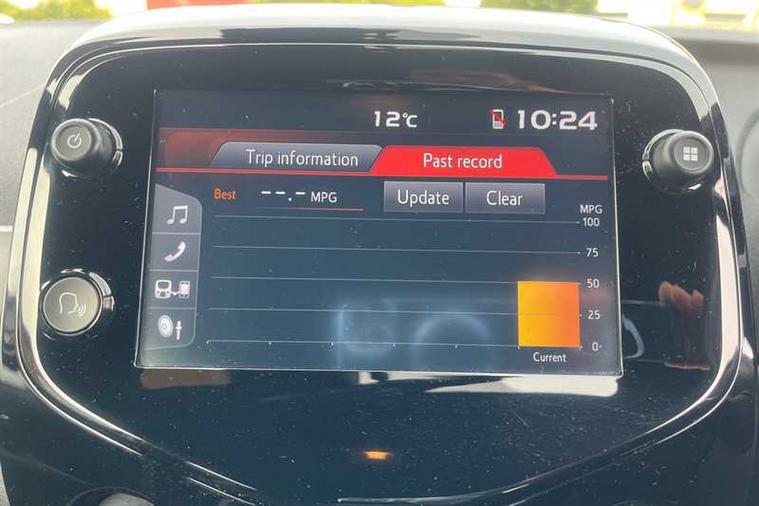 12°C 10:24
Trip information Past record
Best --.- MPG Update Clear
MPG
100
75
50
25
0
Current